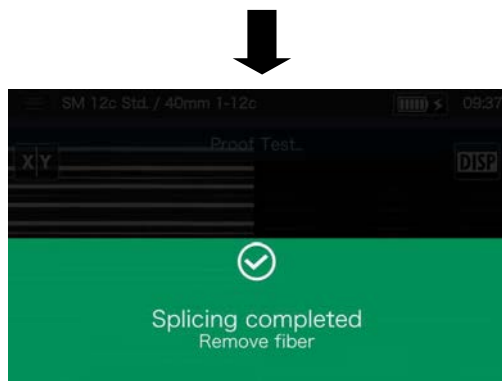 SM 12c Std. / 40mm 1-12c 09:37
Proof Test..
X Y DISP
Splicing completed
Remove fiber